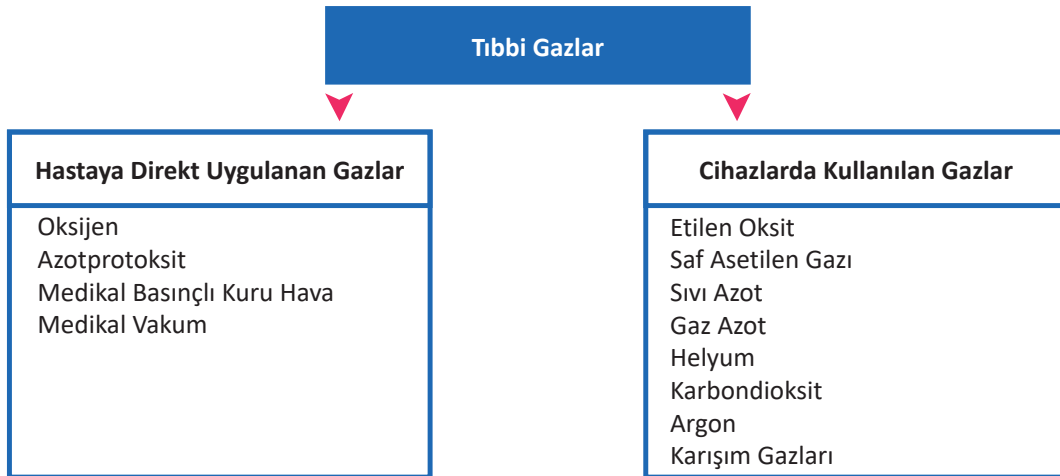 Tıbbi Gazlar
Hastaya Direkt Uygulanan Gazlar
Oksijen
Azotprotoksit
Medikal Basınçlı Kuru Hava
Medikal Vakum
Cihazlarda Kullanılan Gazlar
Etilen Oksit
Saf Asetilen Gazı
Sıvı Azot
Gaz Azot
Helyum
Karbondioksit
Argon
Karışım Gazları